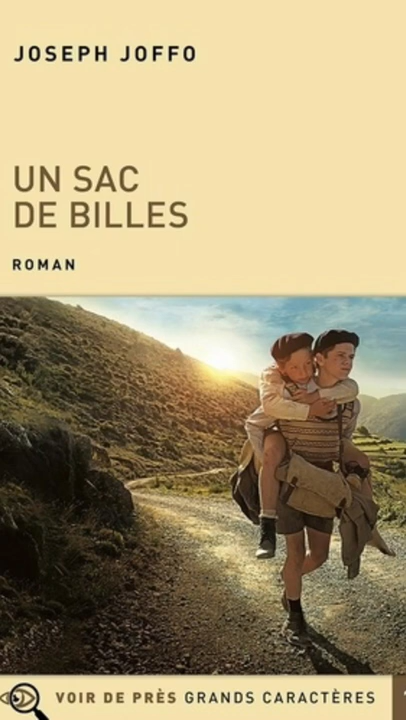 JOSEPH JOFFO
UN SAC
DE BILLES
ROMAN
VOIR DE PRÈS GRANDS CARACTÈRES